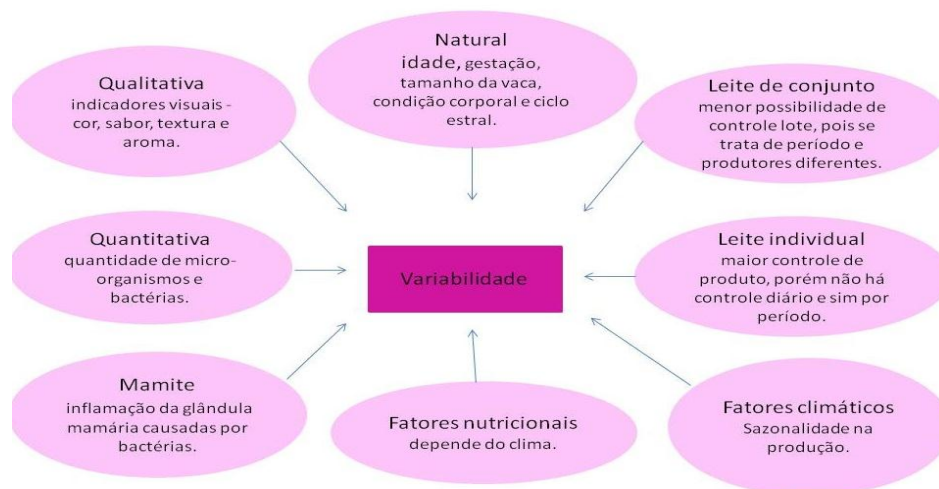 Natural
idade, gestação,
tamanho da vaca,
condição corporal e ciclo
estral.
Qualitativa
indicadores visuais -
cor, sabor, textura e
aroma.
Leite de conjunto
menor possibilidade de
controle lote, pois se
trata de período e
produtores diferentes.
Quantitativa
quantidade de micro-
organismos e
bactérias.
Variabilidade
Leite individual
maior controle de
produto, porém não há
controle diário e sim por
período.
Mamite
inflamação da glândula
mamária causadas por
bactérias.
Fatores nutricionais
depende do clima.
Fatores climáticos
Sazonalidade na
produção.